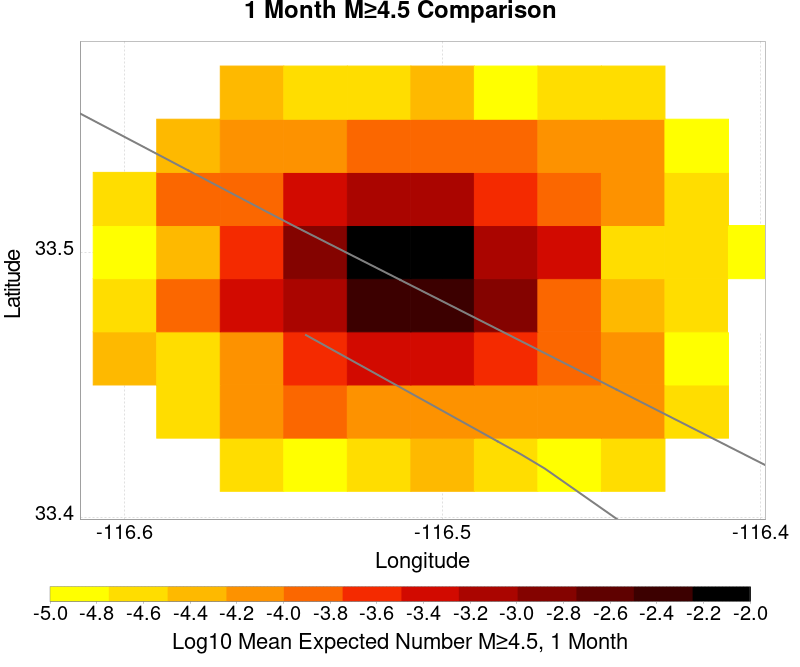 1 Month M≥4.5 Comparison
Latitude
33.5
33.4
-116.6 -116.5 -116.4
Longitude
-5.0 -4.8 -4.6 -4.4 -4.2 -4.0 -3.8 -3.6 -3.4 -3.2 -3.0 -2.8 -2.6 -2.4 -2.2 -2.0
Log10 Mean Expected Number M≥4.5, 1 Month